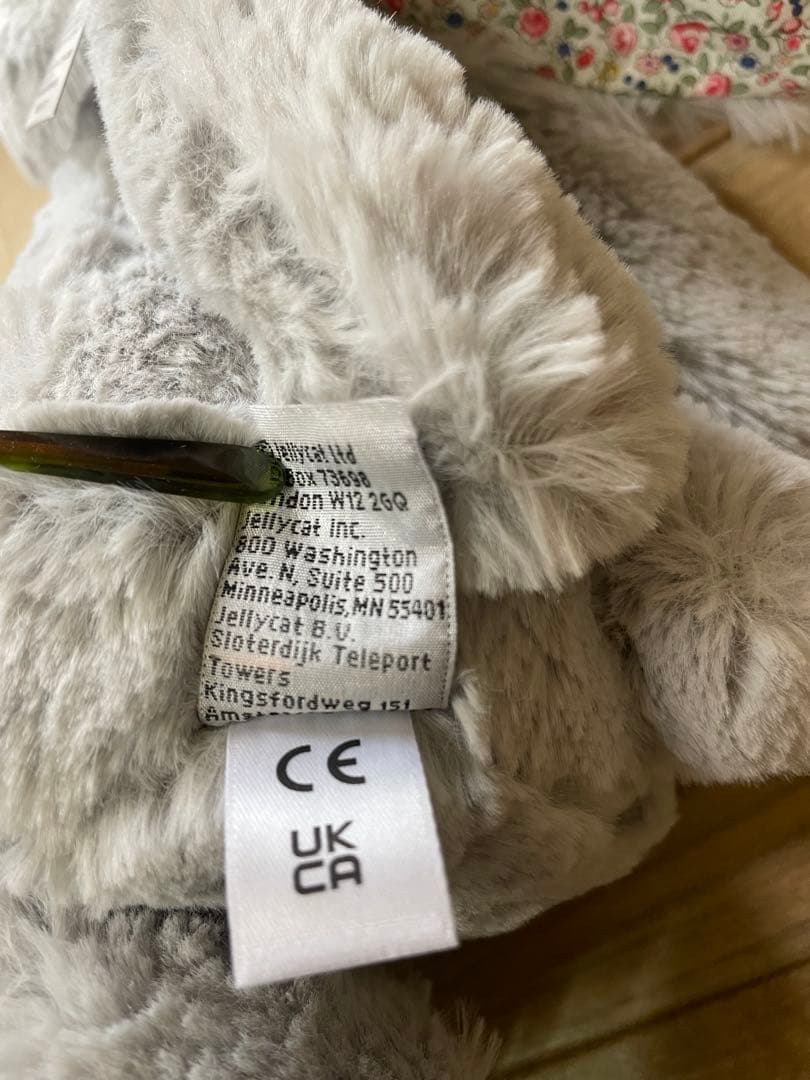 Jellycat Ltd
Box 73698
London W12 2GQ
Jellycat Inc.
800 Washington
Ave. N, Suite 500
Minneapolis, MN 55401
Jellycat B.V.
Sloterdijk Teleport
Towers
Kingsfordweg 151
CE
UK
CA